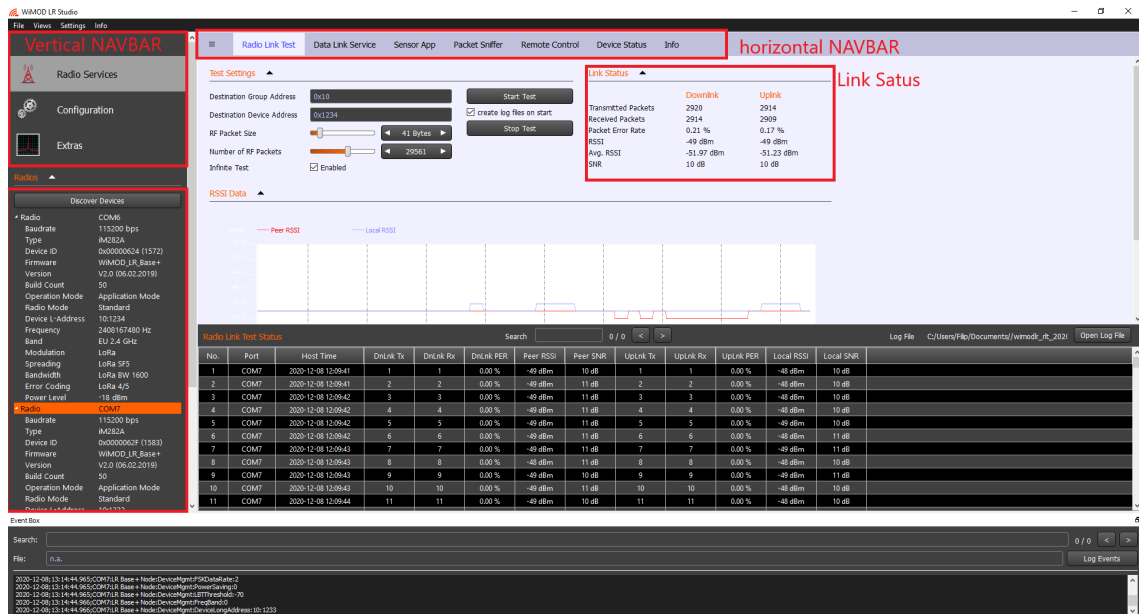 WiMOD LR Studio
File Views Settings Info
Vertical NAVBAR
Radio Services
Configuration
Extras
Radios
Discover Devices
Radio COM6
Baudrate 115200 bps
Type iM282A
Device ID 0x00000624 (1572)
Firmware WiMOD_LR_Base+
Version V2.0 (06.02.2019)
Build Count 50
Operation Mode Application Mode
Radio Mode Standard
Device L-Address 10:1234
Frequency 2408167480 Hz
Band EU 2.4 GHz
Modulation LoRa
Spreading LoRa SF5
Bandwidth LoRa BW 1600
Error Coding LoRa 4/5
Power Level -18 dBm
Radio COM7
Baudrate 115200 bps
Type iM282A
Device ID 0x0000062F (1583)
Firmware WiMOD_LR_Base+
Version V2.0 (06.02.2019)
Build Count 50
Operation Mode Application Mode
Radio Mode Standard
Device L-Address 10:1233
Radio Link Test Data Link Service Sensor App Packet Sniffer Remote Control Device Status Info
horizontal NAVBAR
Test Settings
Destination Group Address 0x10 Start Test
Destination Device Address 0x1234 create log files on start
RF Packet Size 41 Bytes Stop Test
Number of RF Packets 29561
Infinite Test Enabled
Link Status
Link Satus
Downlink Uplink
Transmitted Packets 2920 2914
Received Packets 2914 2909
Packet Error Rate 0.21 % 0.17 %
RSSI -49 dBm -49 dBm
Avg. RSSI -51.97 dBm -51.23 dBm
SNR 10 dB 10 dB
RSSI Data
Peer RSSI Local RSSI
Radio Link Test Status Search 0 / 0 < > Log File C:/Users/Filip/Documents//wimodlr_rlt_202( Open Log File
No. Port Host Time DnLnk Tx DnLnk Rx DnLnk PER Peer RSSI Peer SNR UpLnk Tx UpLnk Rx UpLnk PER Local RSSI Local SNR
1 COM7 2020-12-08 12:09:41 1 1 0.00 % -49 dBm 10 dB 1 1 0.00 % -48 dBm 10 dB
2 COM7 2020-12-08 12:09:41 2 2 0.00 % -49 dBm 11 dB 2 2 0.00 % -48 dBm 10 dB
3 COM7 2020-12-08 12:09:42 3 3 0.00 % -49 dBm 11 dB 3 3 0.00 % -48 dBm 10 dB
4 COM7 2020-12-08 12:09:42 4 4 0.00 % -49 dBm 11 dB 4 4 0.00 % -48 dBm 10 dB
5 COM7 2020-12-08 12:09:42 5 5 0.00 % -49 dBm 10 dB 5 5 0.00 % -48 dBm 10 dB
6 COM7 2020-12-08 12:09:42 6 6 0.00 % -49 dBm 11 dB 6 6 0.00 % -48 dBm 10 dB
7 COM7 2020-12-08 12:09:43 7 7 0.00 % -49 dBm 11 dB 7 7 0.00 % -49 dBm 11 dB
8 COM7 2020-12-08 12:09:43 8 8 0.00 % -48 dBm 11 dB 8 8 0.00 % -48 dBm 10 dB
9 COM7 2020-12-08 12:09:43 9 9 0.00 % -49 dBm 10 dB 9 9 0.00 % -48 dBm 11 dB
10 COM7 2020-12-08 12:09:43 10 10 0.00 % -49 dBm 11 dB 10 10 0.00 % -48 dBm 10 dB
11 COM7 2020-12-08 12:09:44 11 11 0.00 % -49 dBm 10 dB 11 11 0.00 % -48 dBm 10 dB
Event Box
Search: 0 / 0 < >
File: n.a. Log Events
2020-12-08;13:14:44.965;COM7:LR Base+ Node:DeviceMgmt:FSKDataRate:2
2020-12-08;13:14:44.965;COM7:LR Base+ Node:DeviceMgmt:PowerSaving:0
2020-12-08;13:14:44.965;COM7:LR Base+ Node:DeviceMgmt:LBTThreshold:-70
2020-12-08;13:14:44.966;COM7:LR Base+ Node:DeviceMgmt:FreqBand:0
2020-12-08;13:14:44.966;COM7:LR Base+ Node:DeviceMgmt:DeviceLongAddress:10:1233